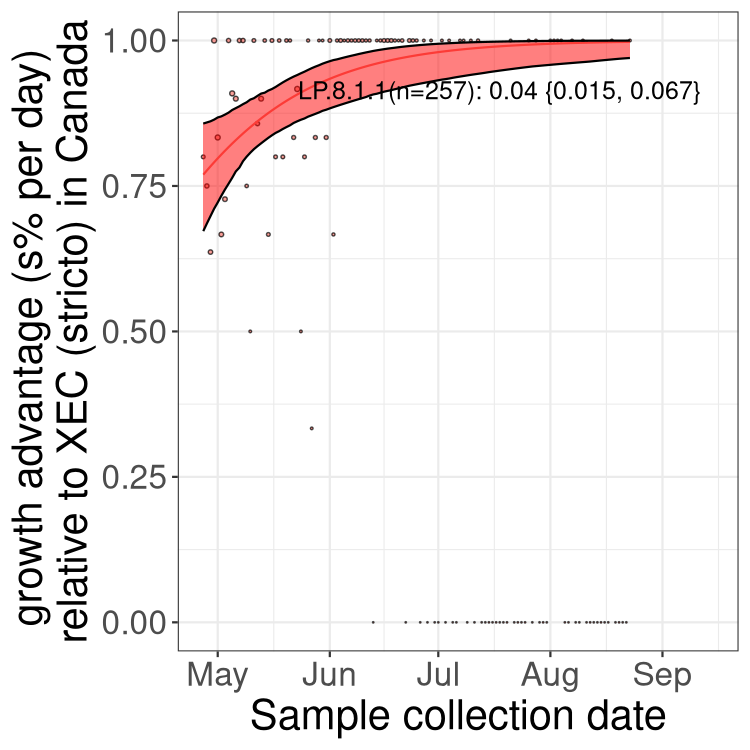 growth advantage (s% per day)
relative to XEC (stricto) in Canada
1.00
0.75
0.50
0.25
0.00
LP.8.1.1(n=257): 0.04 {0.015, 0.067}
May Jun Jul Aug Sep
Sample collection date